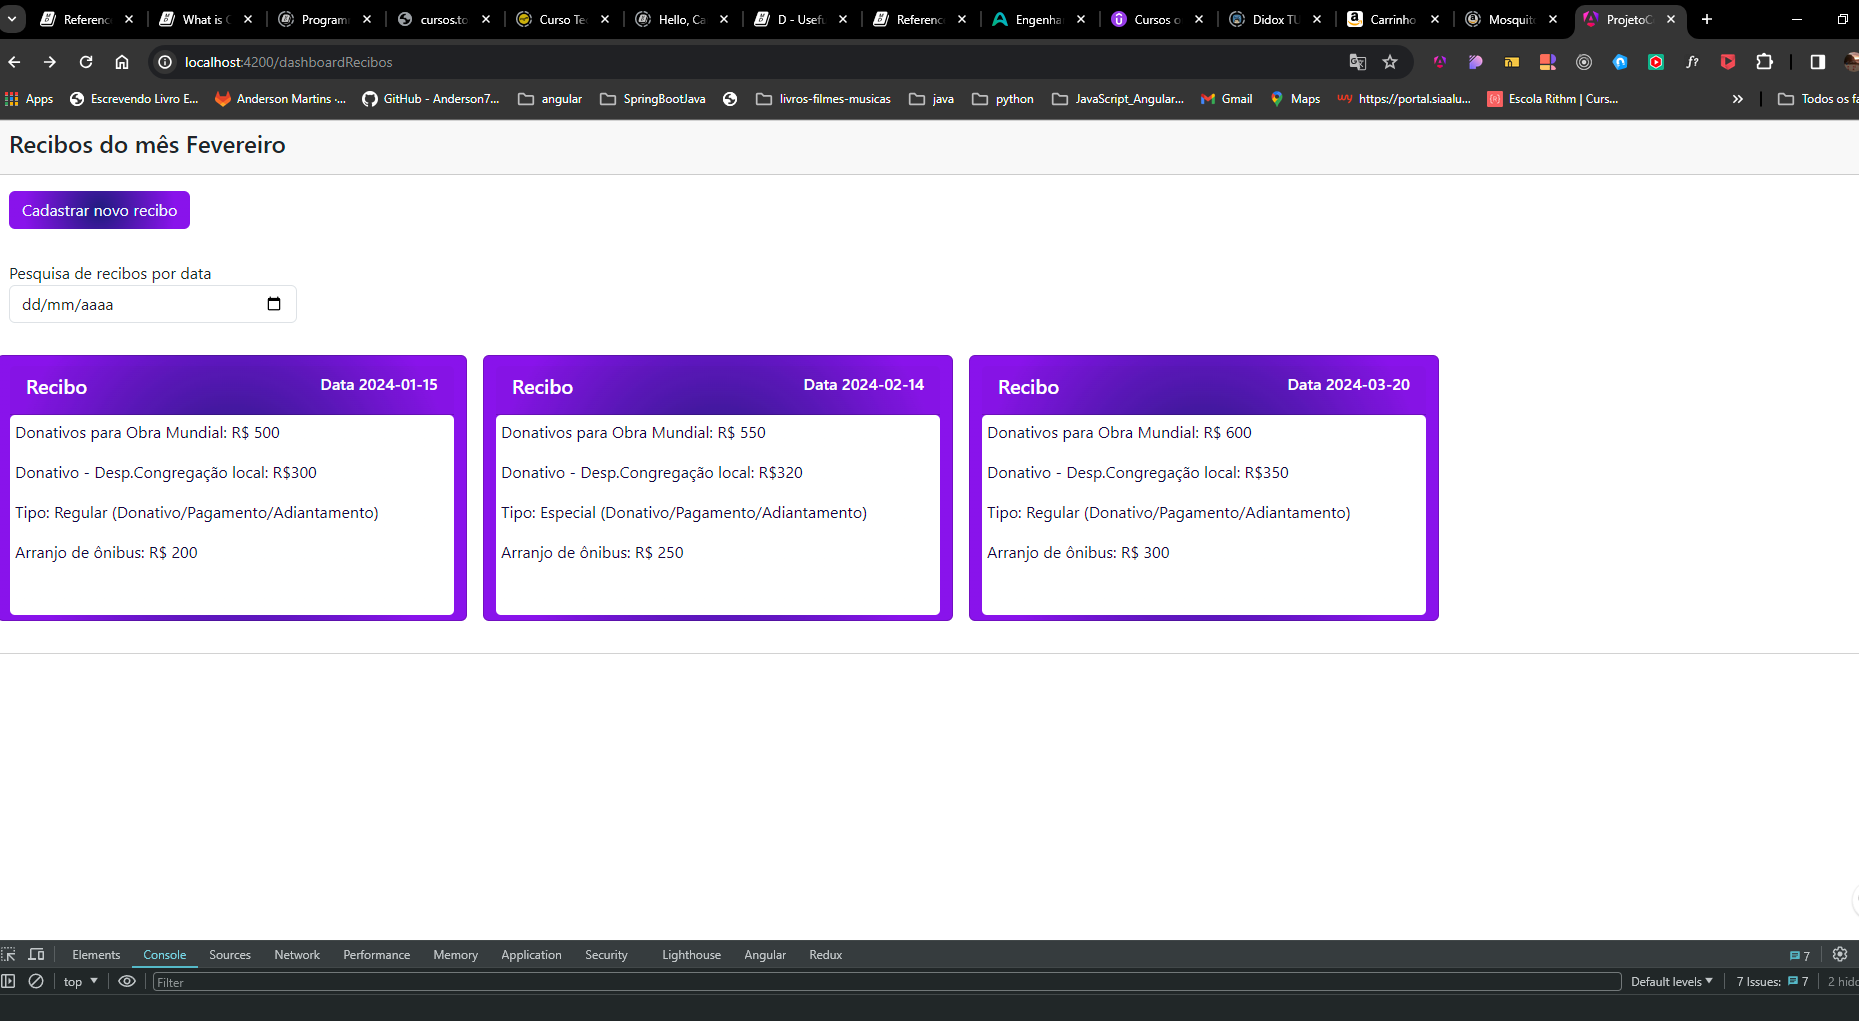 Reference
What is C
Programm
cursos.to
Curso Tec
Hello, Ca
D - Usefu
Reference
Engenha
Cursos o
Didox TU
Carrinho
Mosquito
ProjetoC
localhost:4200/dashboardRecibos
Apps
Escrevendo Livro E...
Anderson Martins ·...
GitHub - Anderson7...
angular
SpringBootJava
livros-filmes-musicas
java
python
JavaScript_Angular...
Gmail
Maps
https://portal.siaalu...
Escola Rithm | Curs...
»
Todos os fa
Recibos do mês Fevereiro
Cadastrar novo recibo
Pesquisa de recibos por data
dd/mm/aaaa
Recibo
Data 2024-01-15
Donativos para Obra Mundial: R$ 500
Donativo - Desp.Congregação local: R$300
Tipo: Regular (Donativo/Pagamento/Adiantamento)
Arranjo de ônibus: R$ 200
Recibo
Data 2024-02-14
Donativos para Obra Mundial: R$ 550
Donativo - Desp.Congregação local: R$320
Tipo: Especial (Donativo/Pagamento/Adiantamento)
Arranjo de ônibus: R$ 250
Recibo
Data 2024-03-20
Donativos para Obra Mundial: R$ 600
Donativo - Desp.Congregação local: R$350
Tipo: Regular (Donativo/Pagamento/Adiantamento)
Arranjo de ônibus: R$ 300
Elements
Console
Sources
Network
Performance
Memory
Application
Security
Lighthouse
Angular
Redux
7
top
Filter
Default levels
7 Issues: 7
2 hidd